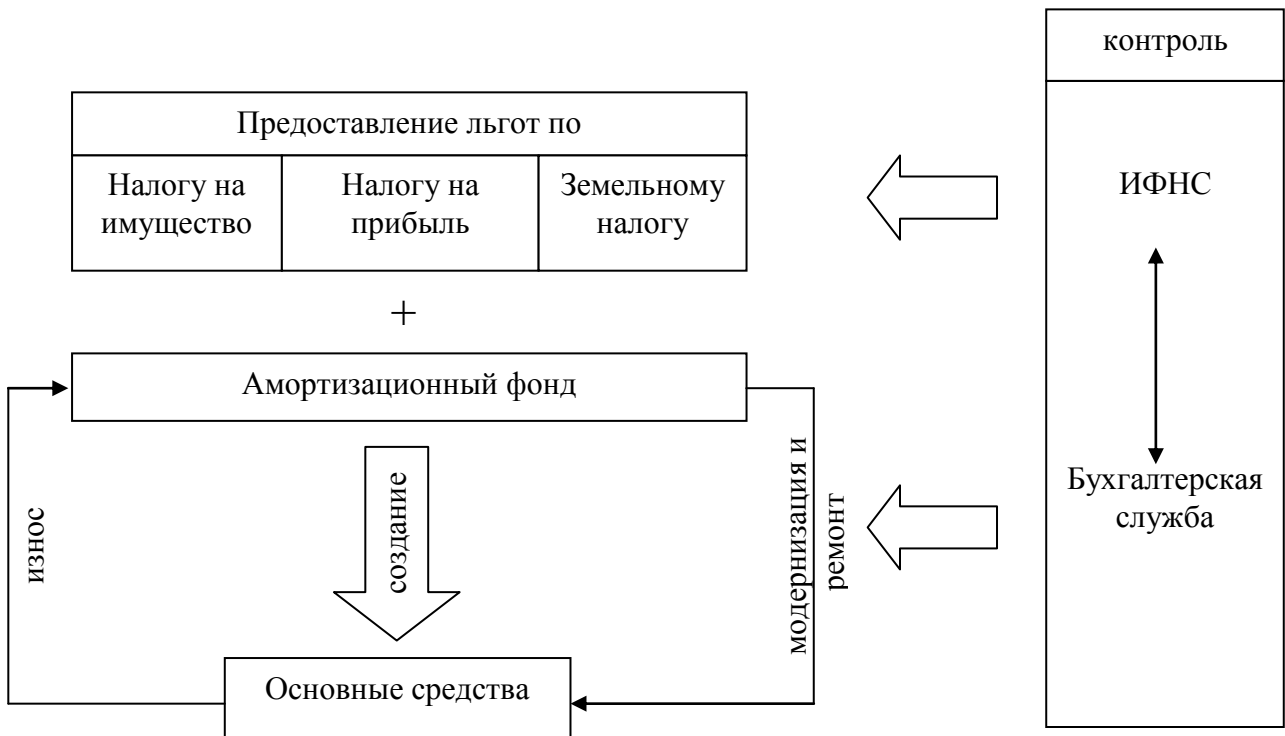 контроль
Предоставление льгот по
Налогу на
имущество
Налогу на
прибыль
Земельному
налогу
ИФНС
+
Амортизационный фонд
износ
создание
модернизация и
ремонт
Бухгалтерская
служба
Основные средства